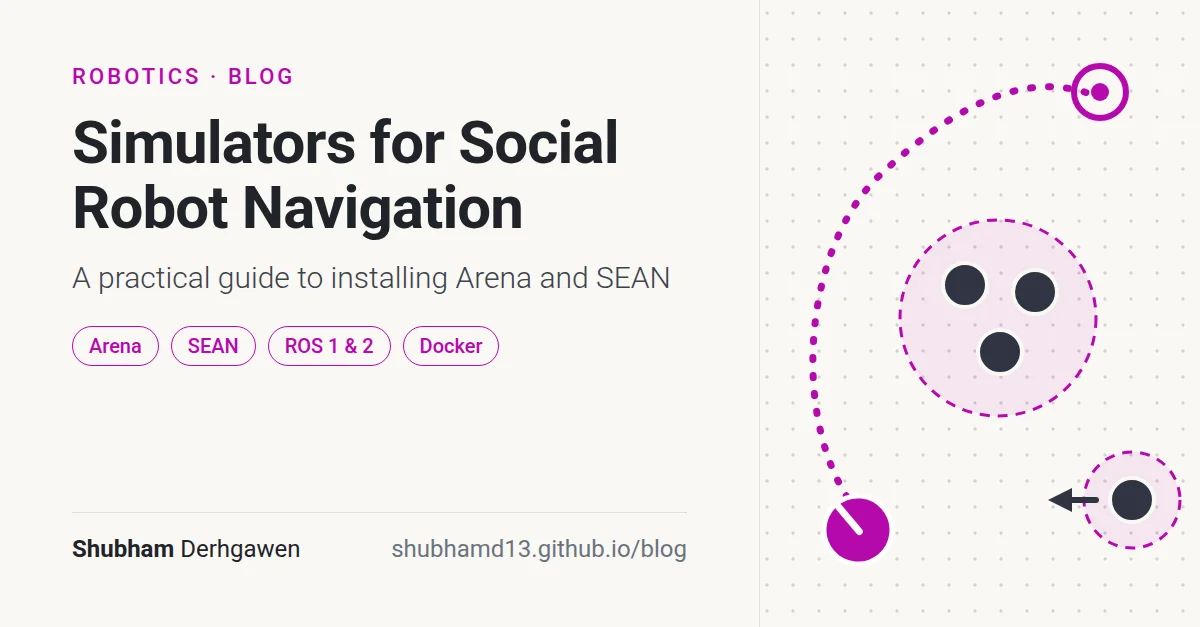 ROBOTICS · BLOG
Simulators for Social
Robot Navigation
A practical guide to installing Arena and SEAN
Arena SEAN ROS 1 & 2 Docker
Shubham Derhgawen shubhamd13.github.io/blog